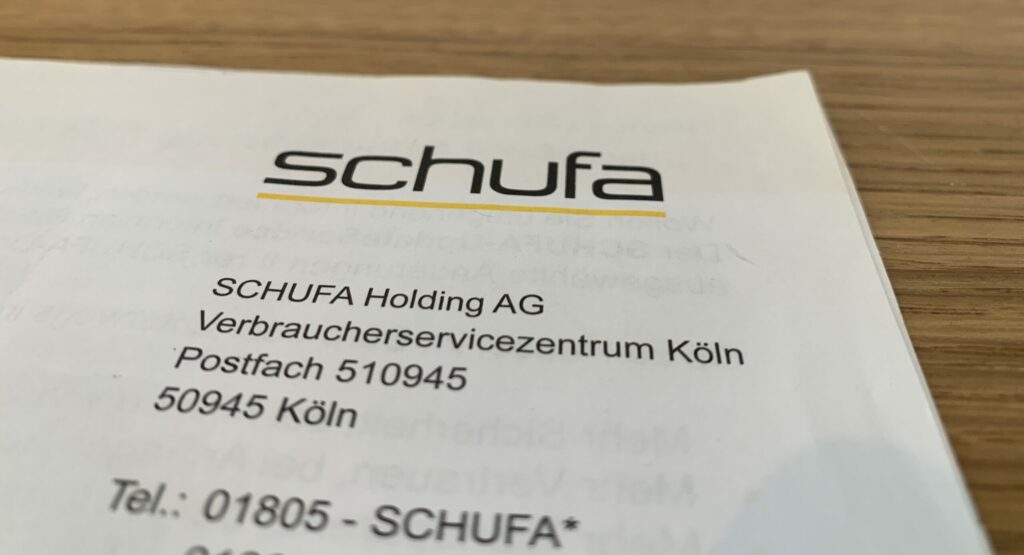 schufa
SCHUFA Holding AG
Verbraucherservicezentrum Köln
Postfach 510945
50945 Köln
Tel.: 01805 - SCHUFA*